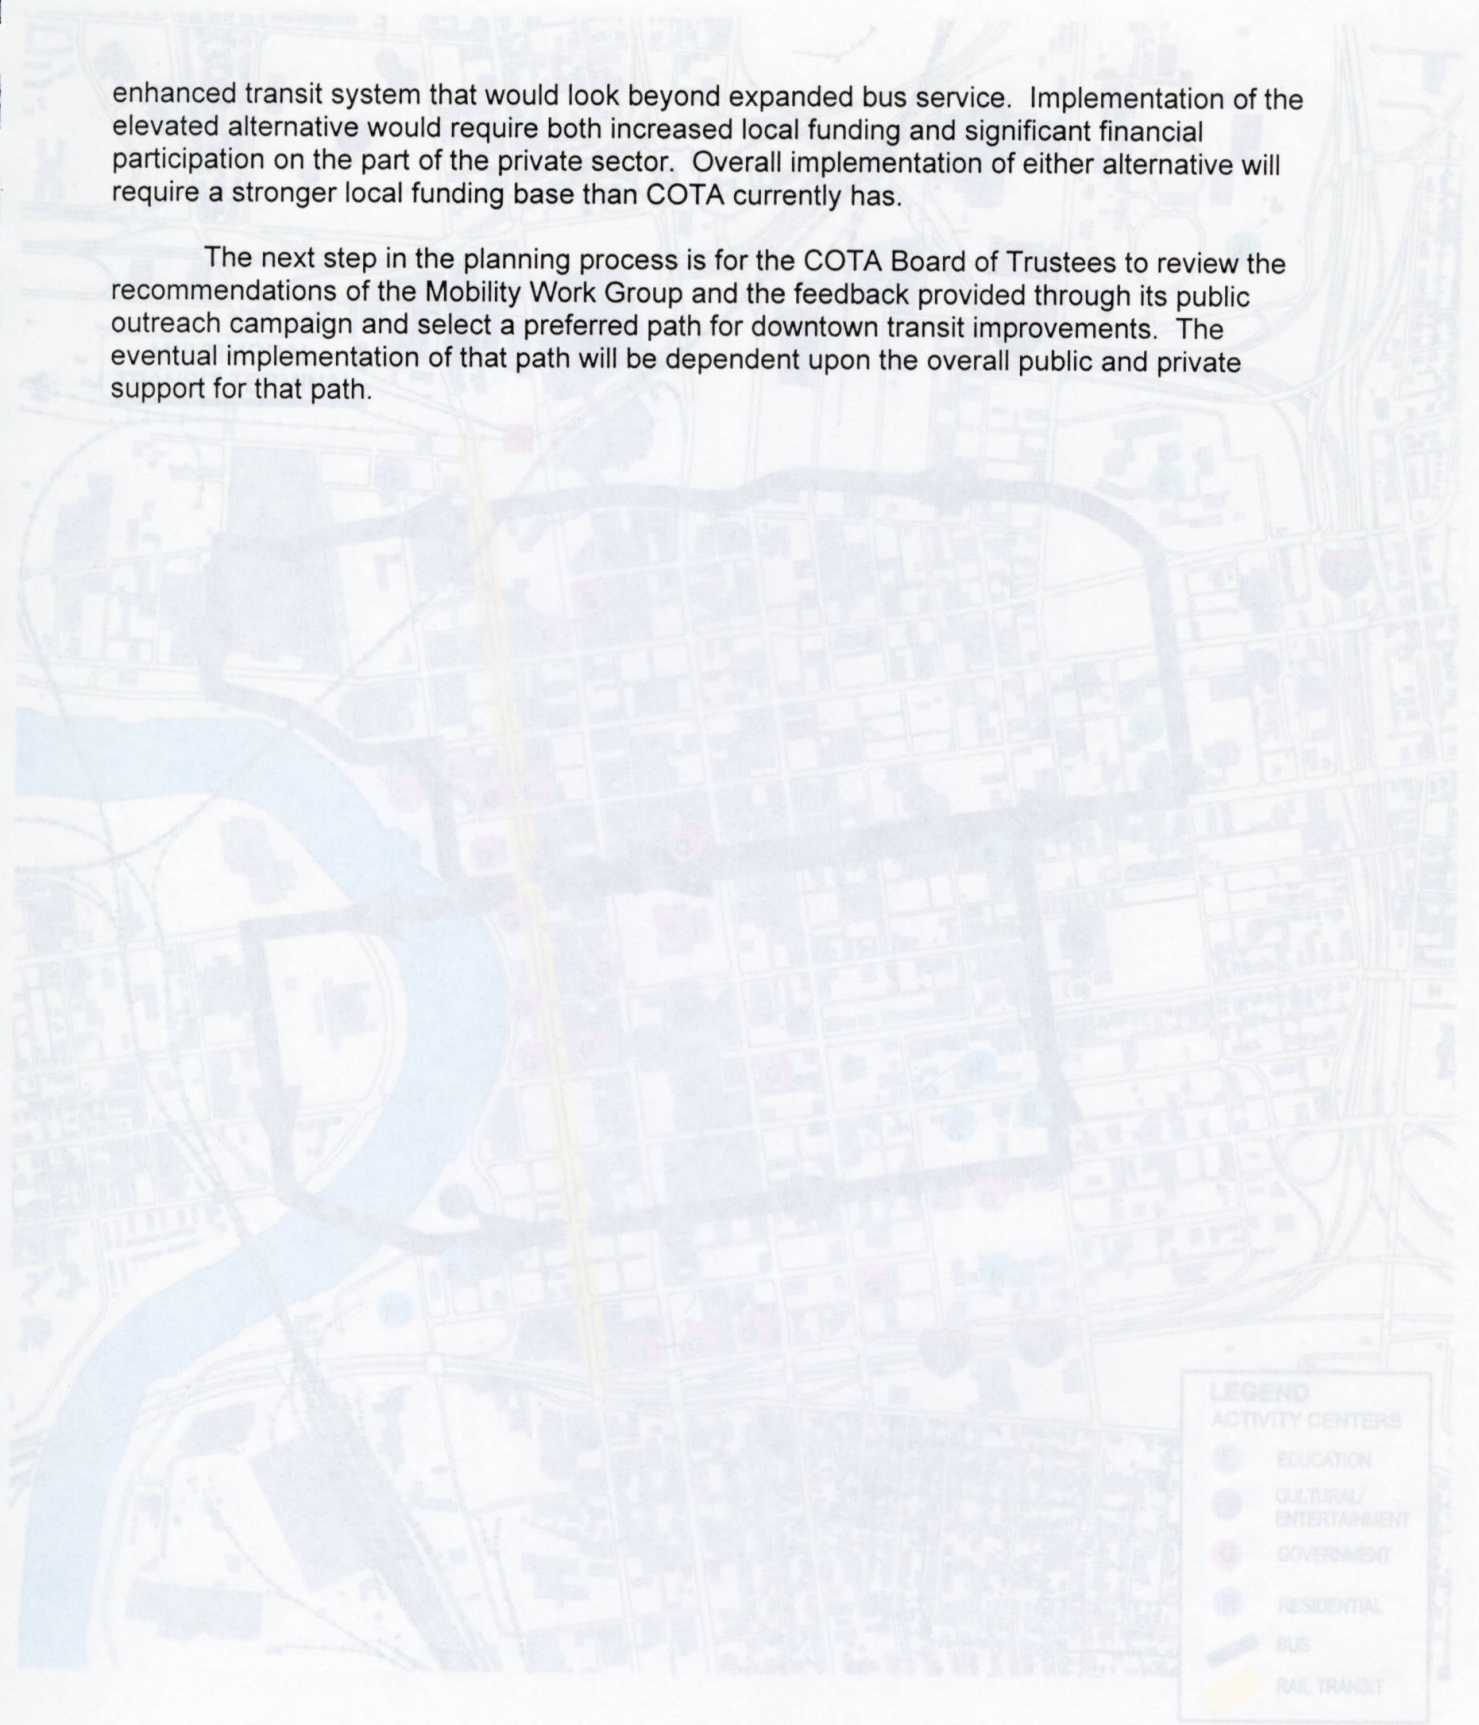 enhanced transit system that would look beyond expanded bus service. Implementation of the
elevated alternative would require both increased local funding and significant financial
participation on the part of the private sector. Overall implementation of either alternative will
require a stronger local funding base than COTA currently has.
The next step in the planning process is for the COTA Board of Trustees to review the
recommendations of the Mobility Work Group and the feedback provided through its public
outreach campaign and select a preferred path for downtown transit improvements. The
eventual implementation of that path will be dependent upon the overall public and private
support for that path.
LEGEND
ACTIVITY CENTERS
EDUCATION
CULTURAL/
ENTERTAINMENT
GOVERNMENT
RESIDENTIAL
BUS
RAIL TRANSIT